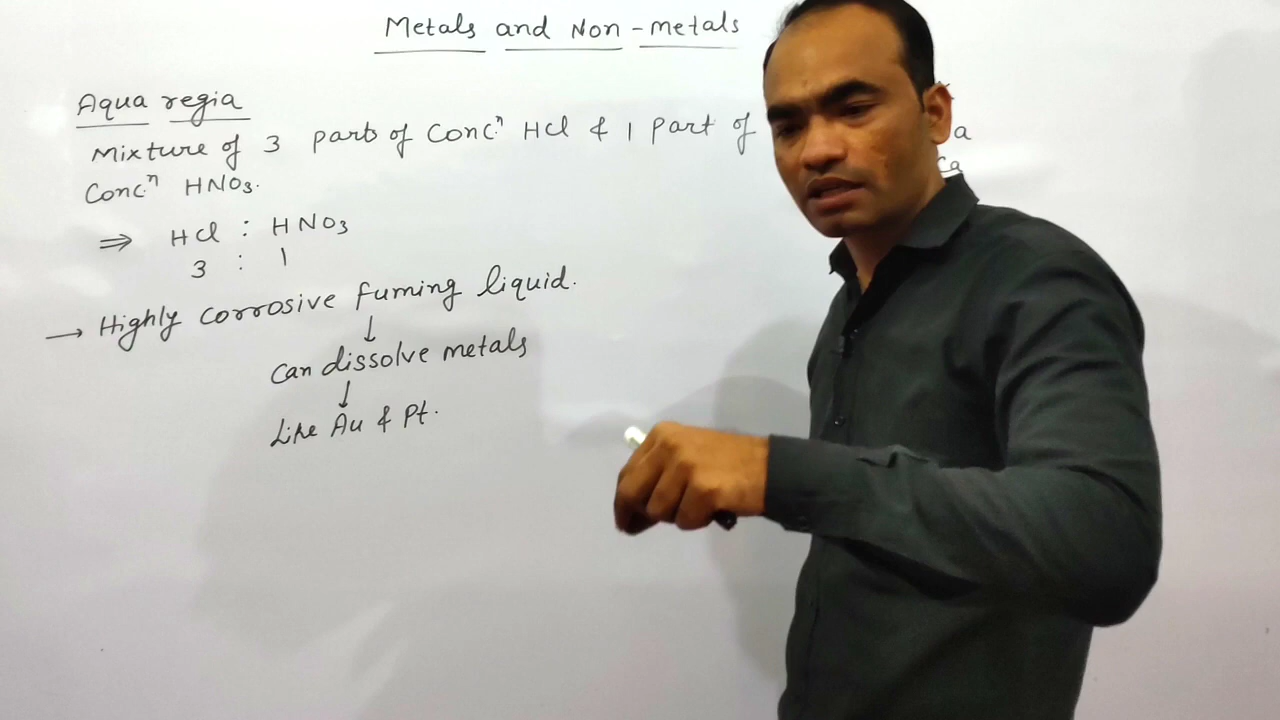 Metals and Non-metals
Aqua regia
Mixture of 3 parts of Concⁿ HCl & 1 part of
Concⁿ HNO₃.
⇒ HCl : HNO₃
3 : 1
→ Highly corrosive fuming liquid.
↓
Can dissolve metals
↓
Like Au & Pt.
a
Ca